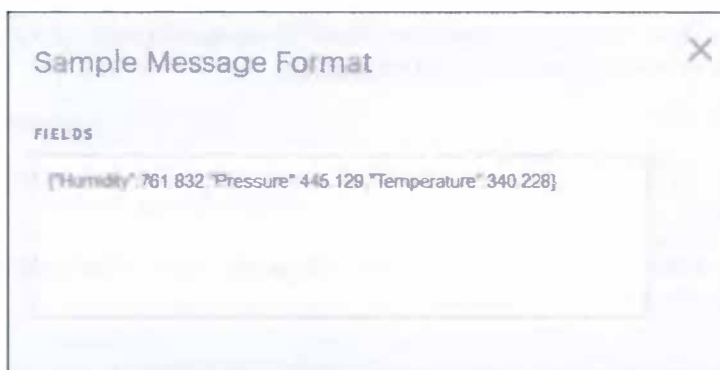 Sample Message Format
FIELDS
{"Humidity":761.832,"Pressure":445.129,"Temperature":340.228}